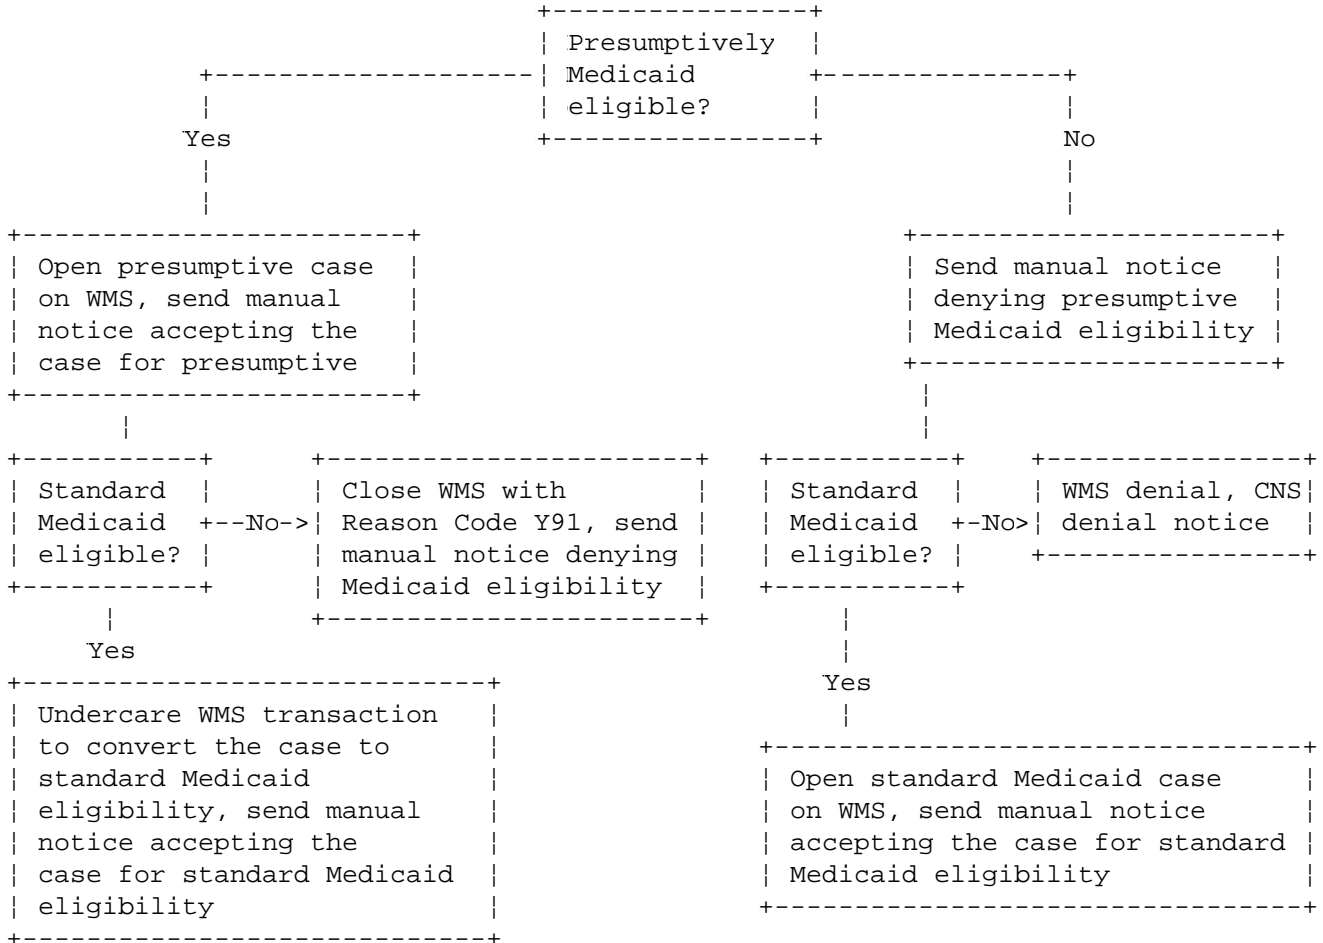 Presumptively
Medicaid
eligible?
Yes
No
Open presumptive case
on WMS, send manual
notice accepting the
case for presumptive
Send manual notice
denying presumptive
Medicaid eligibility
Standard
Medicaid
eligible?
No
Close WMS with
Reason Code Y91, send
manual notice denying
Medicaid eligibility
Standard
Medicaid
eligible?
No
WMS denial, CNS
denial notice
Yes
Yes
Undercare WMS transaction
to convert the case to
standard Medicaid
eligibility, send manual
notice accepting the
case for standard Medicaid
eligibility
Open standard Medicaid case
on WMS, send manual notice
accepting the case for standard
Medicaid eligibility